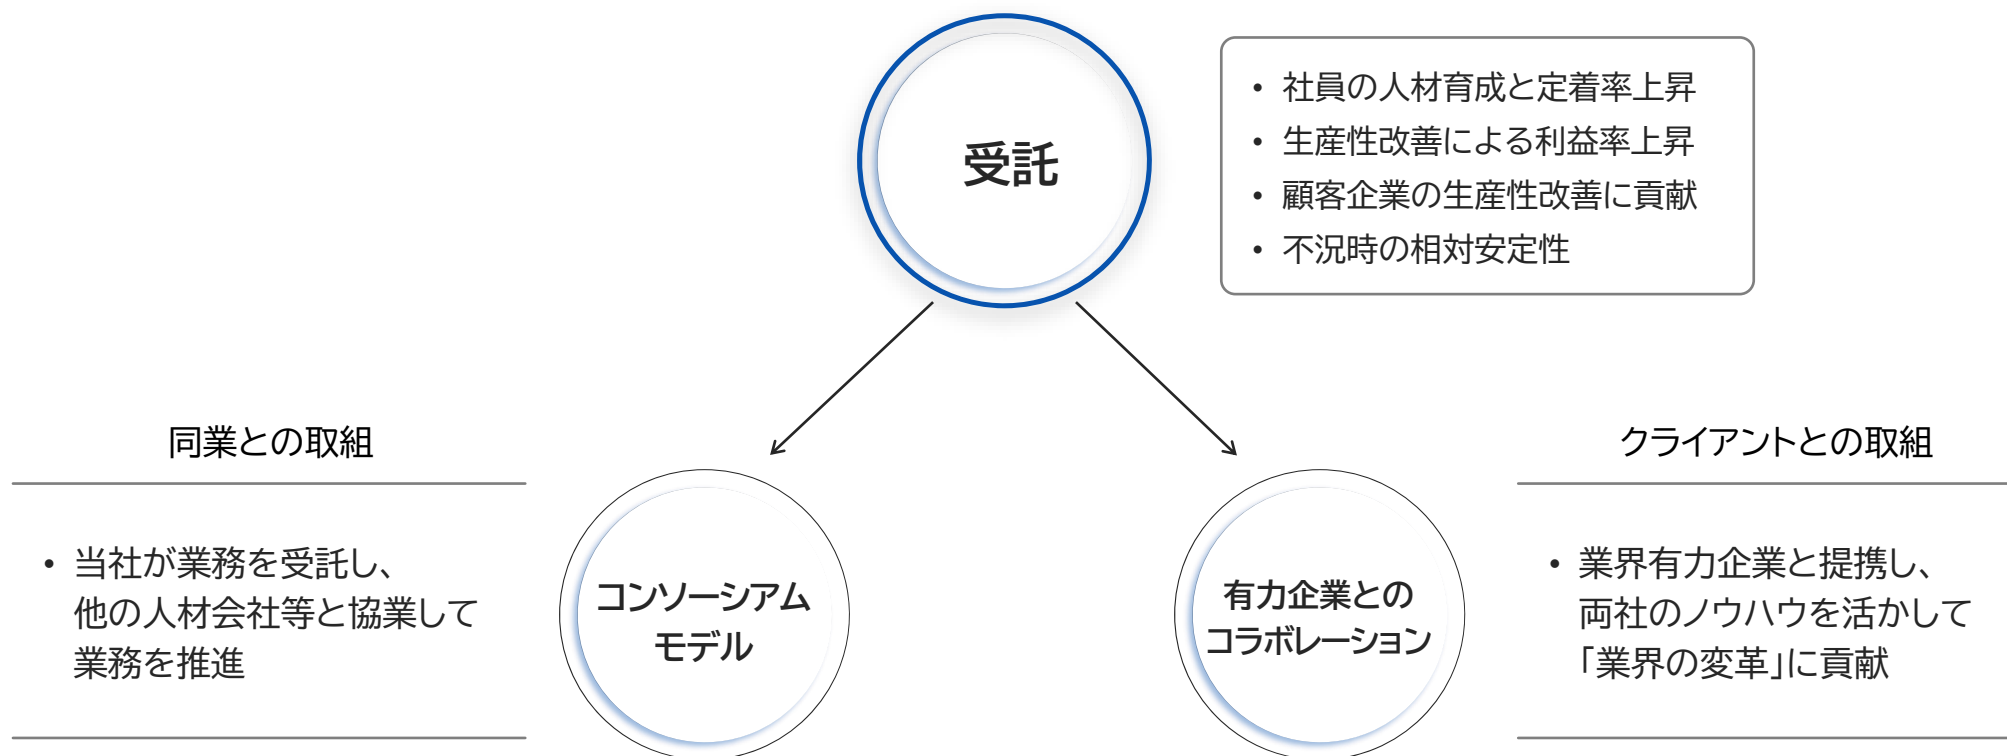 受託
• 社員の人材育成と定着率上昇
• 生産性改善による利益率上昇
• 顧客企業の生産性改善に貢献
• 不況時の相対安定性
同業との取組
• 当社が業務を受託し、
他の人材会社等と協業して
業務を推進
コンソーシアム
モデル
有力企業との
コラボレーション
クライアントとの取組
• 業界有力企業と提携し、
両社のノウハウを活かして
「業界の変革」に貢献